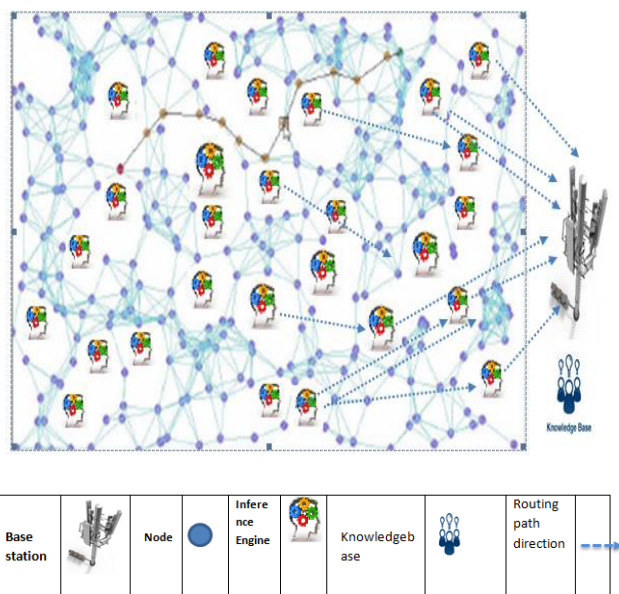 Knowledge Base
Base
station
Node
Infere
nce
Engine
Knowledgeb
ase
Routing
path
direction